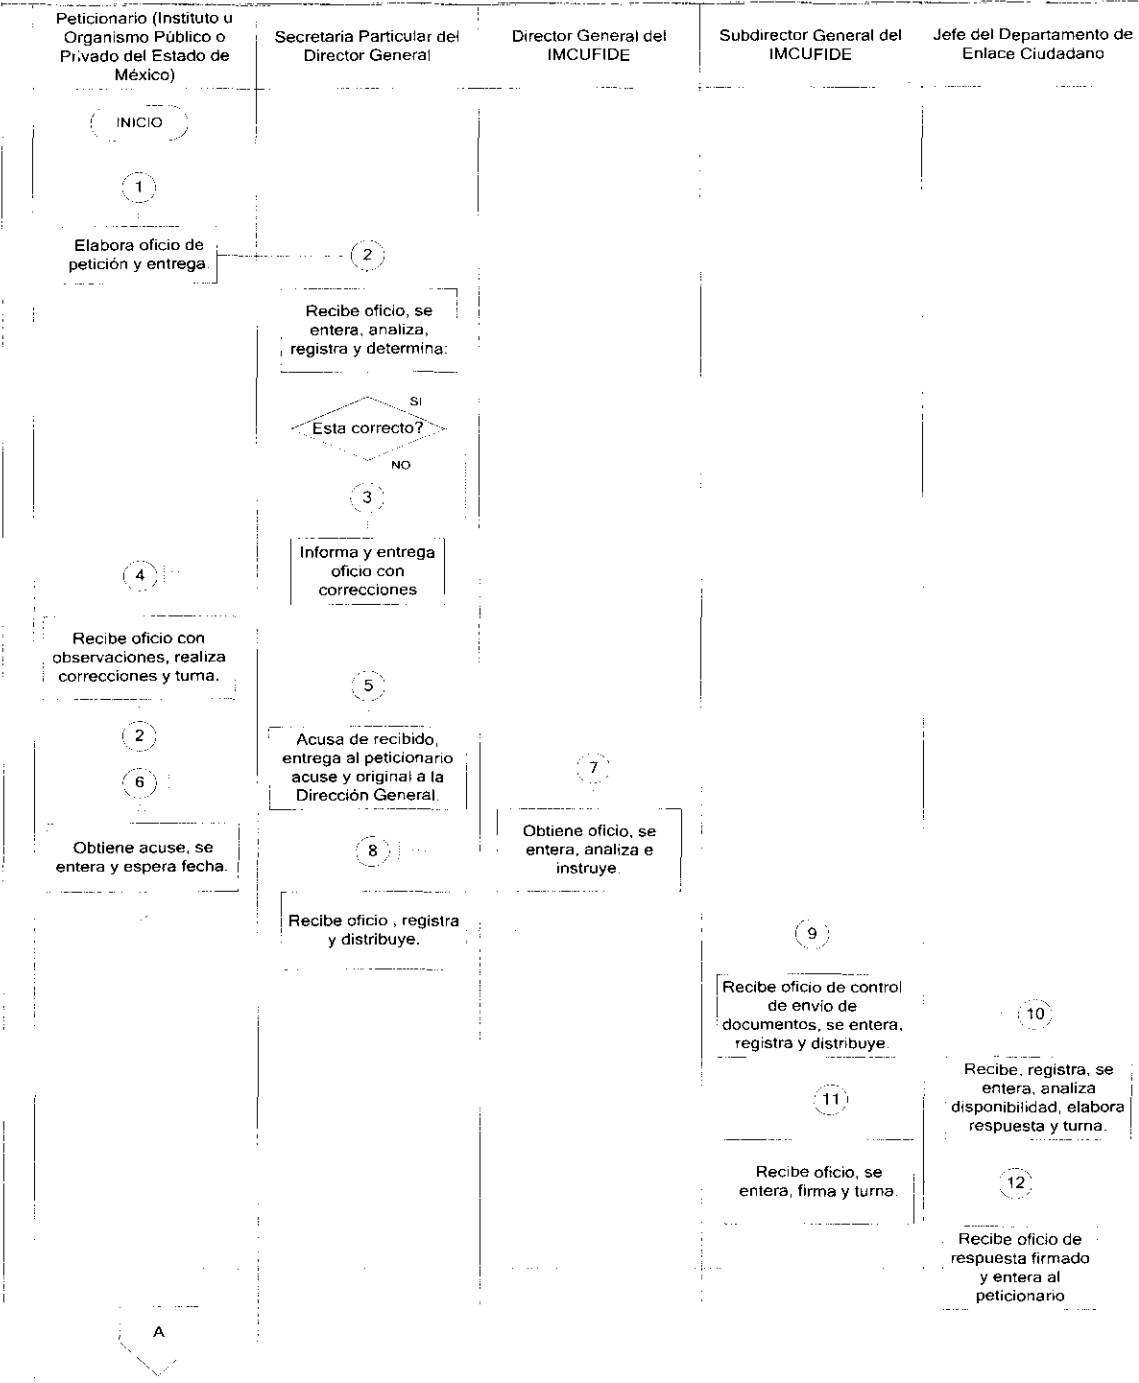 Peticionario (Instituto u
Organismo Público o
Privado del Estado de
México)
Secretaria Particular del
Director General
Director General del
IMCUFIDE
Subdirector General del
IMCUFIDE
Jefe del Departamento de
Enlace Ciudadano
INICIO
1
Elabora oficio de
petición y entrega.
2
Recibe oficio, se
entera, analiza,
registra y determina:
SI
Esta correcto?
NO
3
Informa y entrega
oficio con
correcciones
4
Recibe oficio con
observaciones, realiza
correcciones y turna.
2
5
Acusa de recibido,
entrega al peticionario
acuse y original a la
Dirección General.
6
Obtiene acuse, se
entera y espera fecha.
7
Obtiene oficio, se
entera, analiza e
instruye.
8
Recibe oficio , registra
y distribuye.
9
Recibe oficio de control
de envío de
documentos, se entera,
registra y distribuye.
10
Recibe, registra, se
entera, analiza
disponibilidad, elabora
respuesta y turna.
11
Recibe oficio, se
entera, firma y turna.
12
Recibe oficio de
respuesta firmado
y entera al
peticionario
A